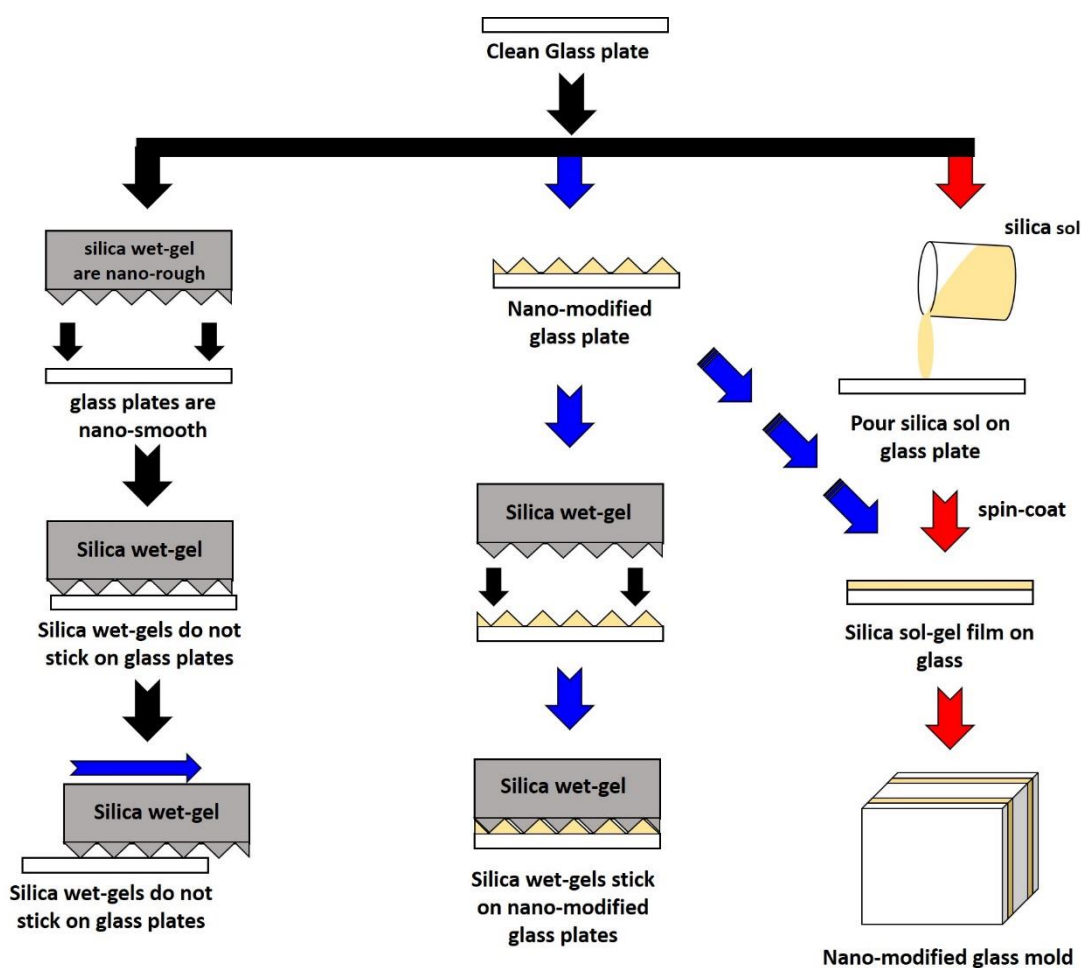 Clean Glass plate
silica wet-gel
are nano-rough
glass plates are
nano-smooth
Silica wet-gel
Silica wet-gels do not
stick on glass plates
Silica wet-gel
Silica wet-gels do not
stick on glass plates
Nano-modified
glass plate
Silica wet-gel
Silica wet-gel
Silica wet-gels stick
on nano-modified
glass plates
silica sol
Pour silica sol on
glass plate
spin-coat
Silica sol-gel film on
glass
Nano-modified glass mold